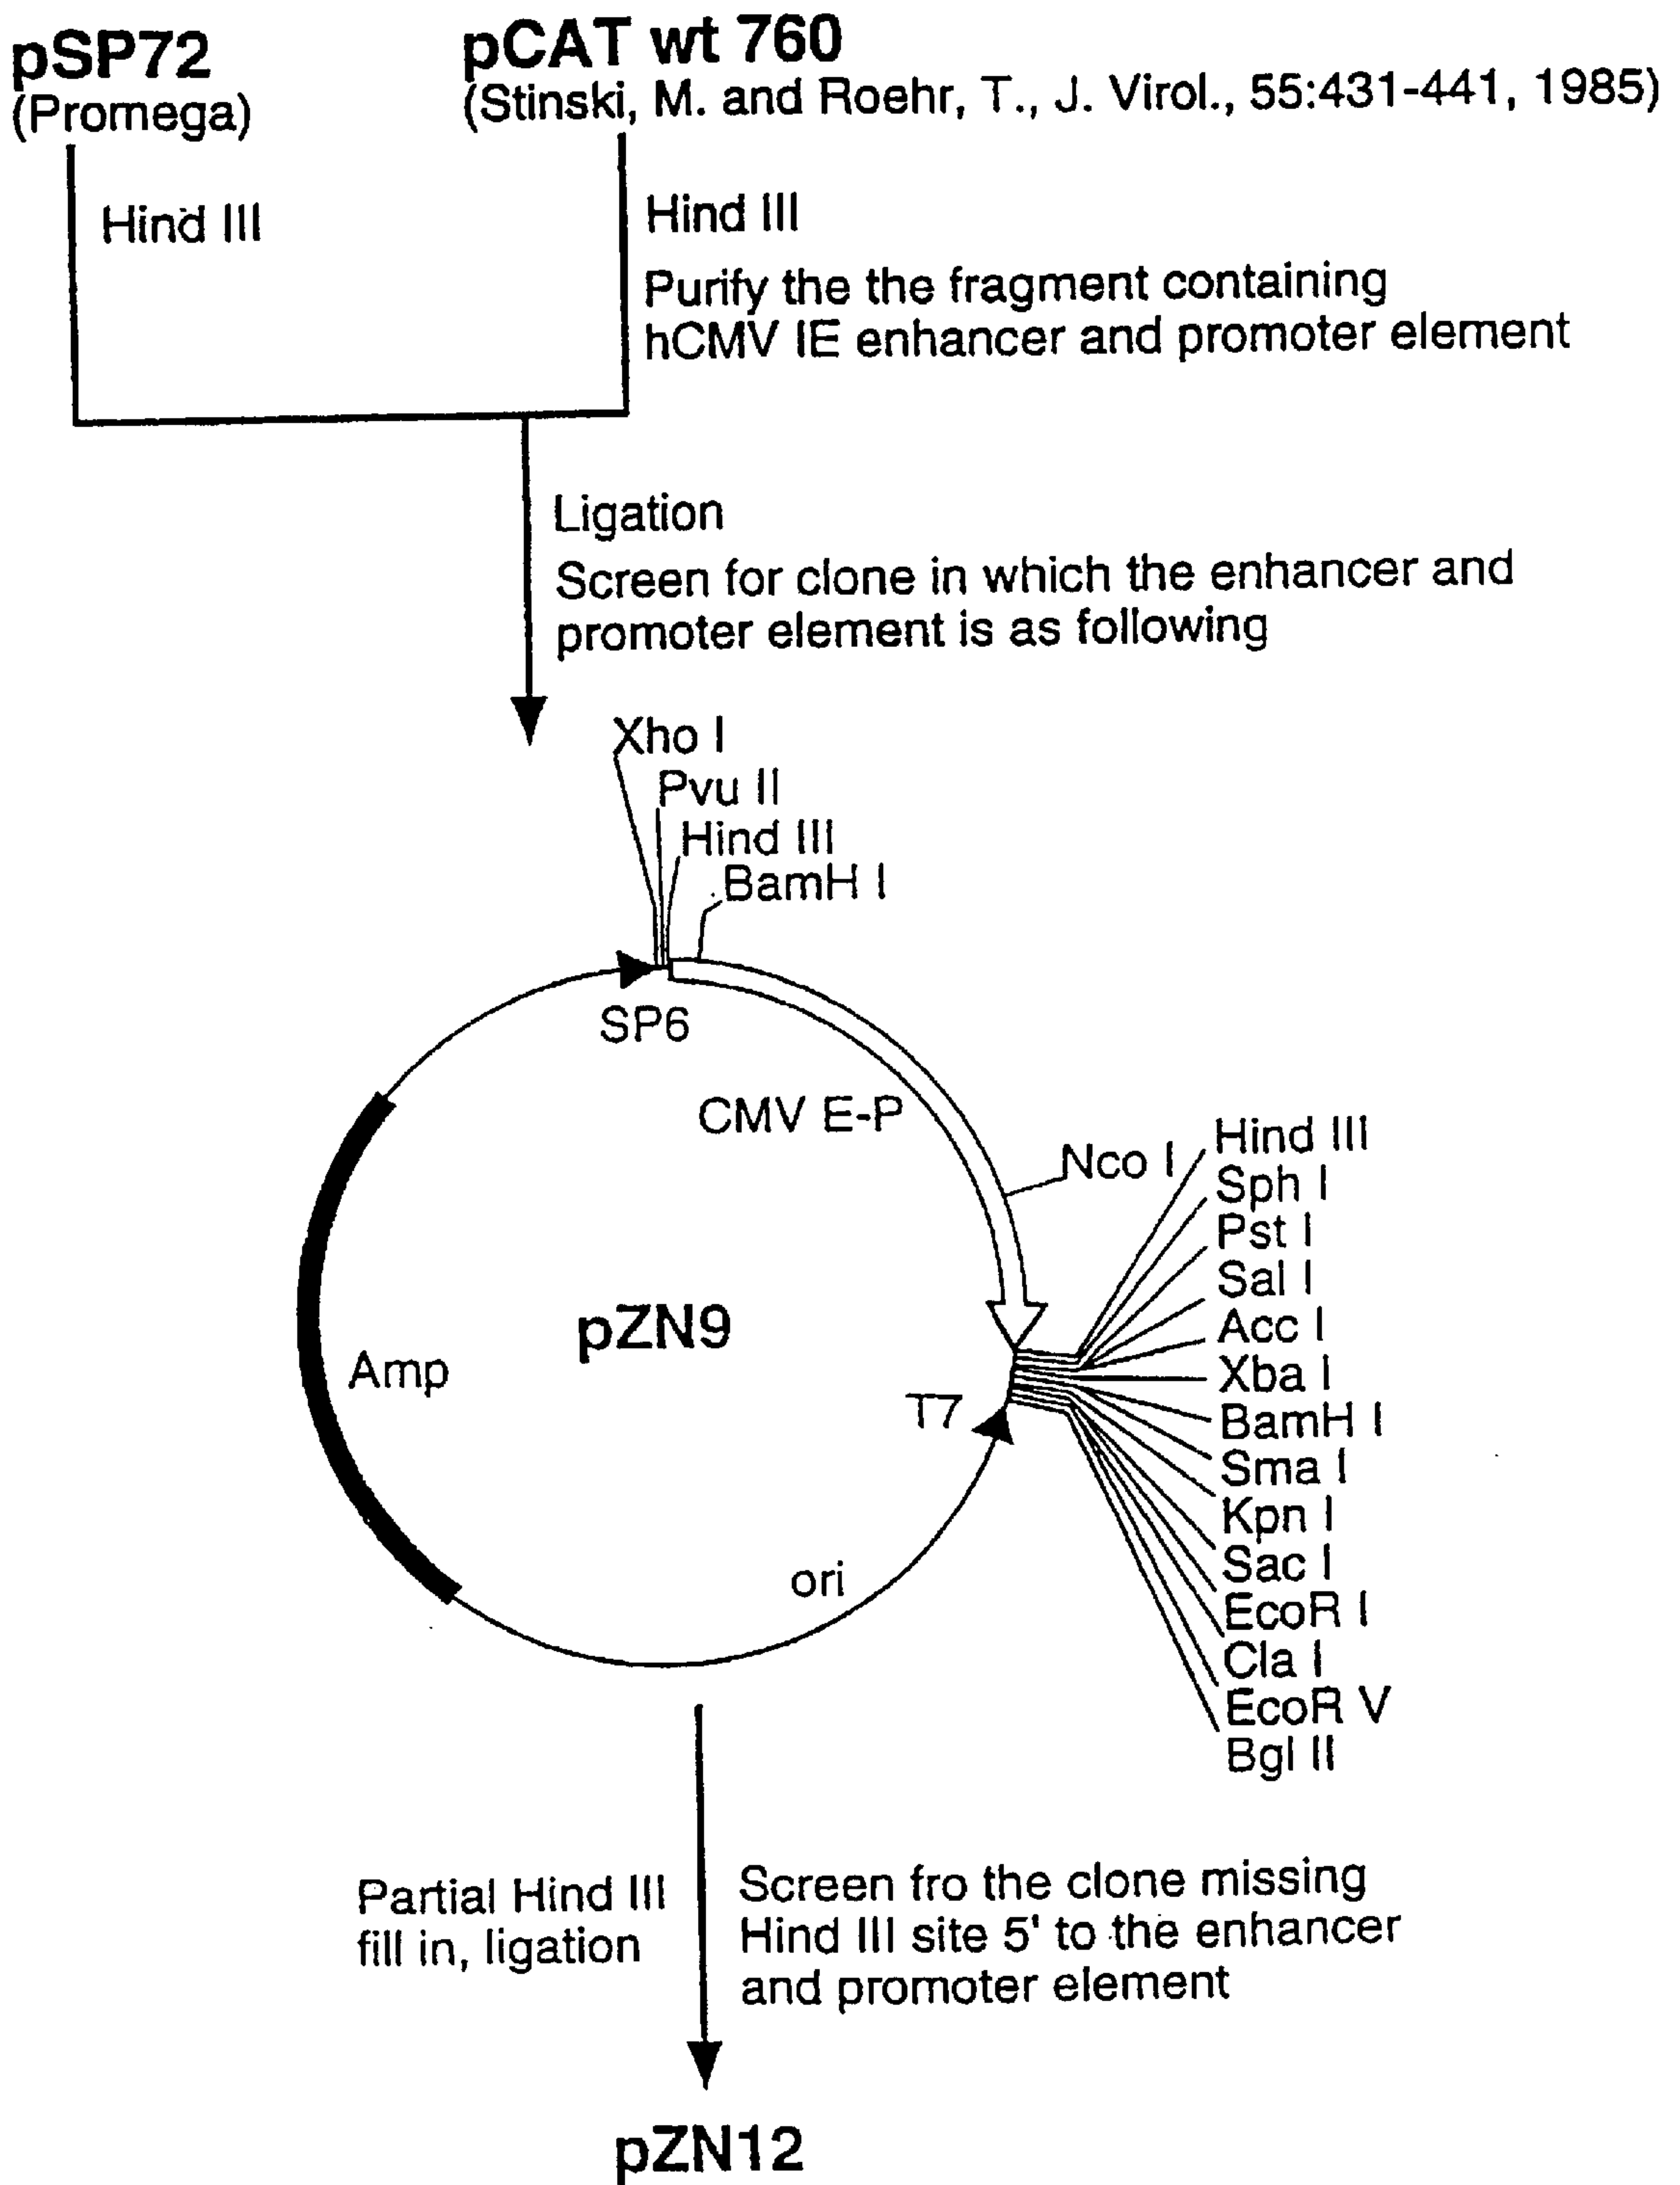 pSP72
(Promega)
pCAT wt 760
(Stinski, M. and Roehr, T., J. Virol., 55:431-441, 1985)
Hind III
Hind III
Purify the the fragment containing
hCMV IE enhancer and promoter element
Ligation
Screen for clone in which the enhancer and
promoter element is as following
Xho I
Pvu II
Hind III
BamH I
SP6
CMV E-P
Nco I
Hind III
Sph I
Pst I
Sal I
Acc I
Xba I
BamH I
Sma I
Kpn I
Sac I
EcoR I
Cla I
EcoR V
Bgl II
pZN9
Amp
T7
ori
Partial Hind III
fill in, ligation
Screen fro the clone missing
Hind III site 5' to the enhancer
and promoter element
pZN12